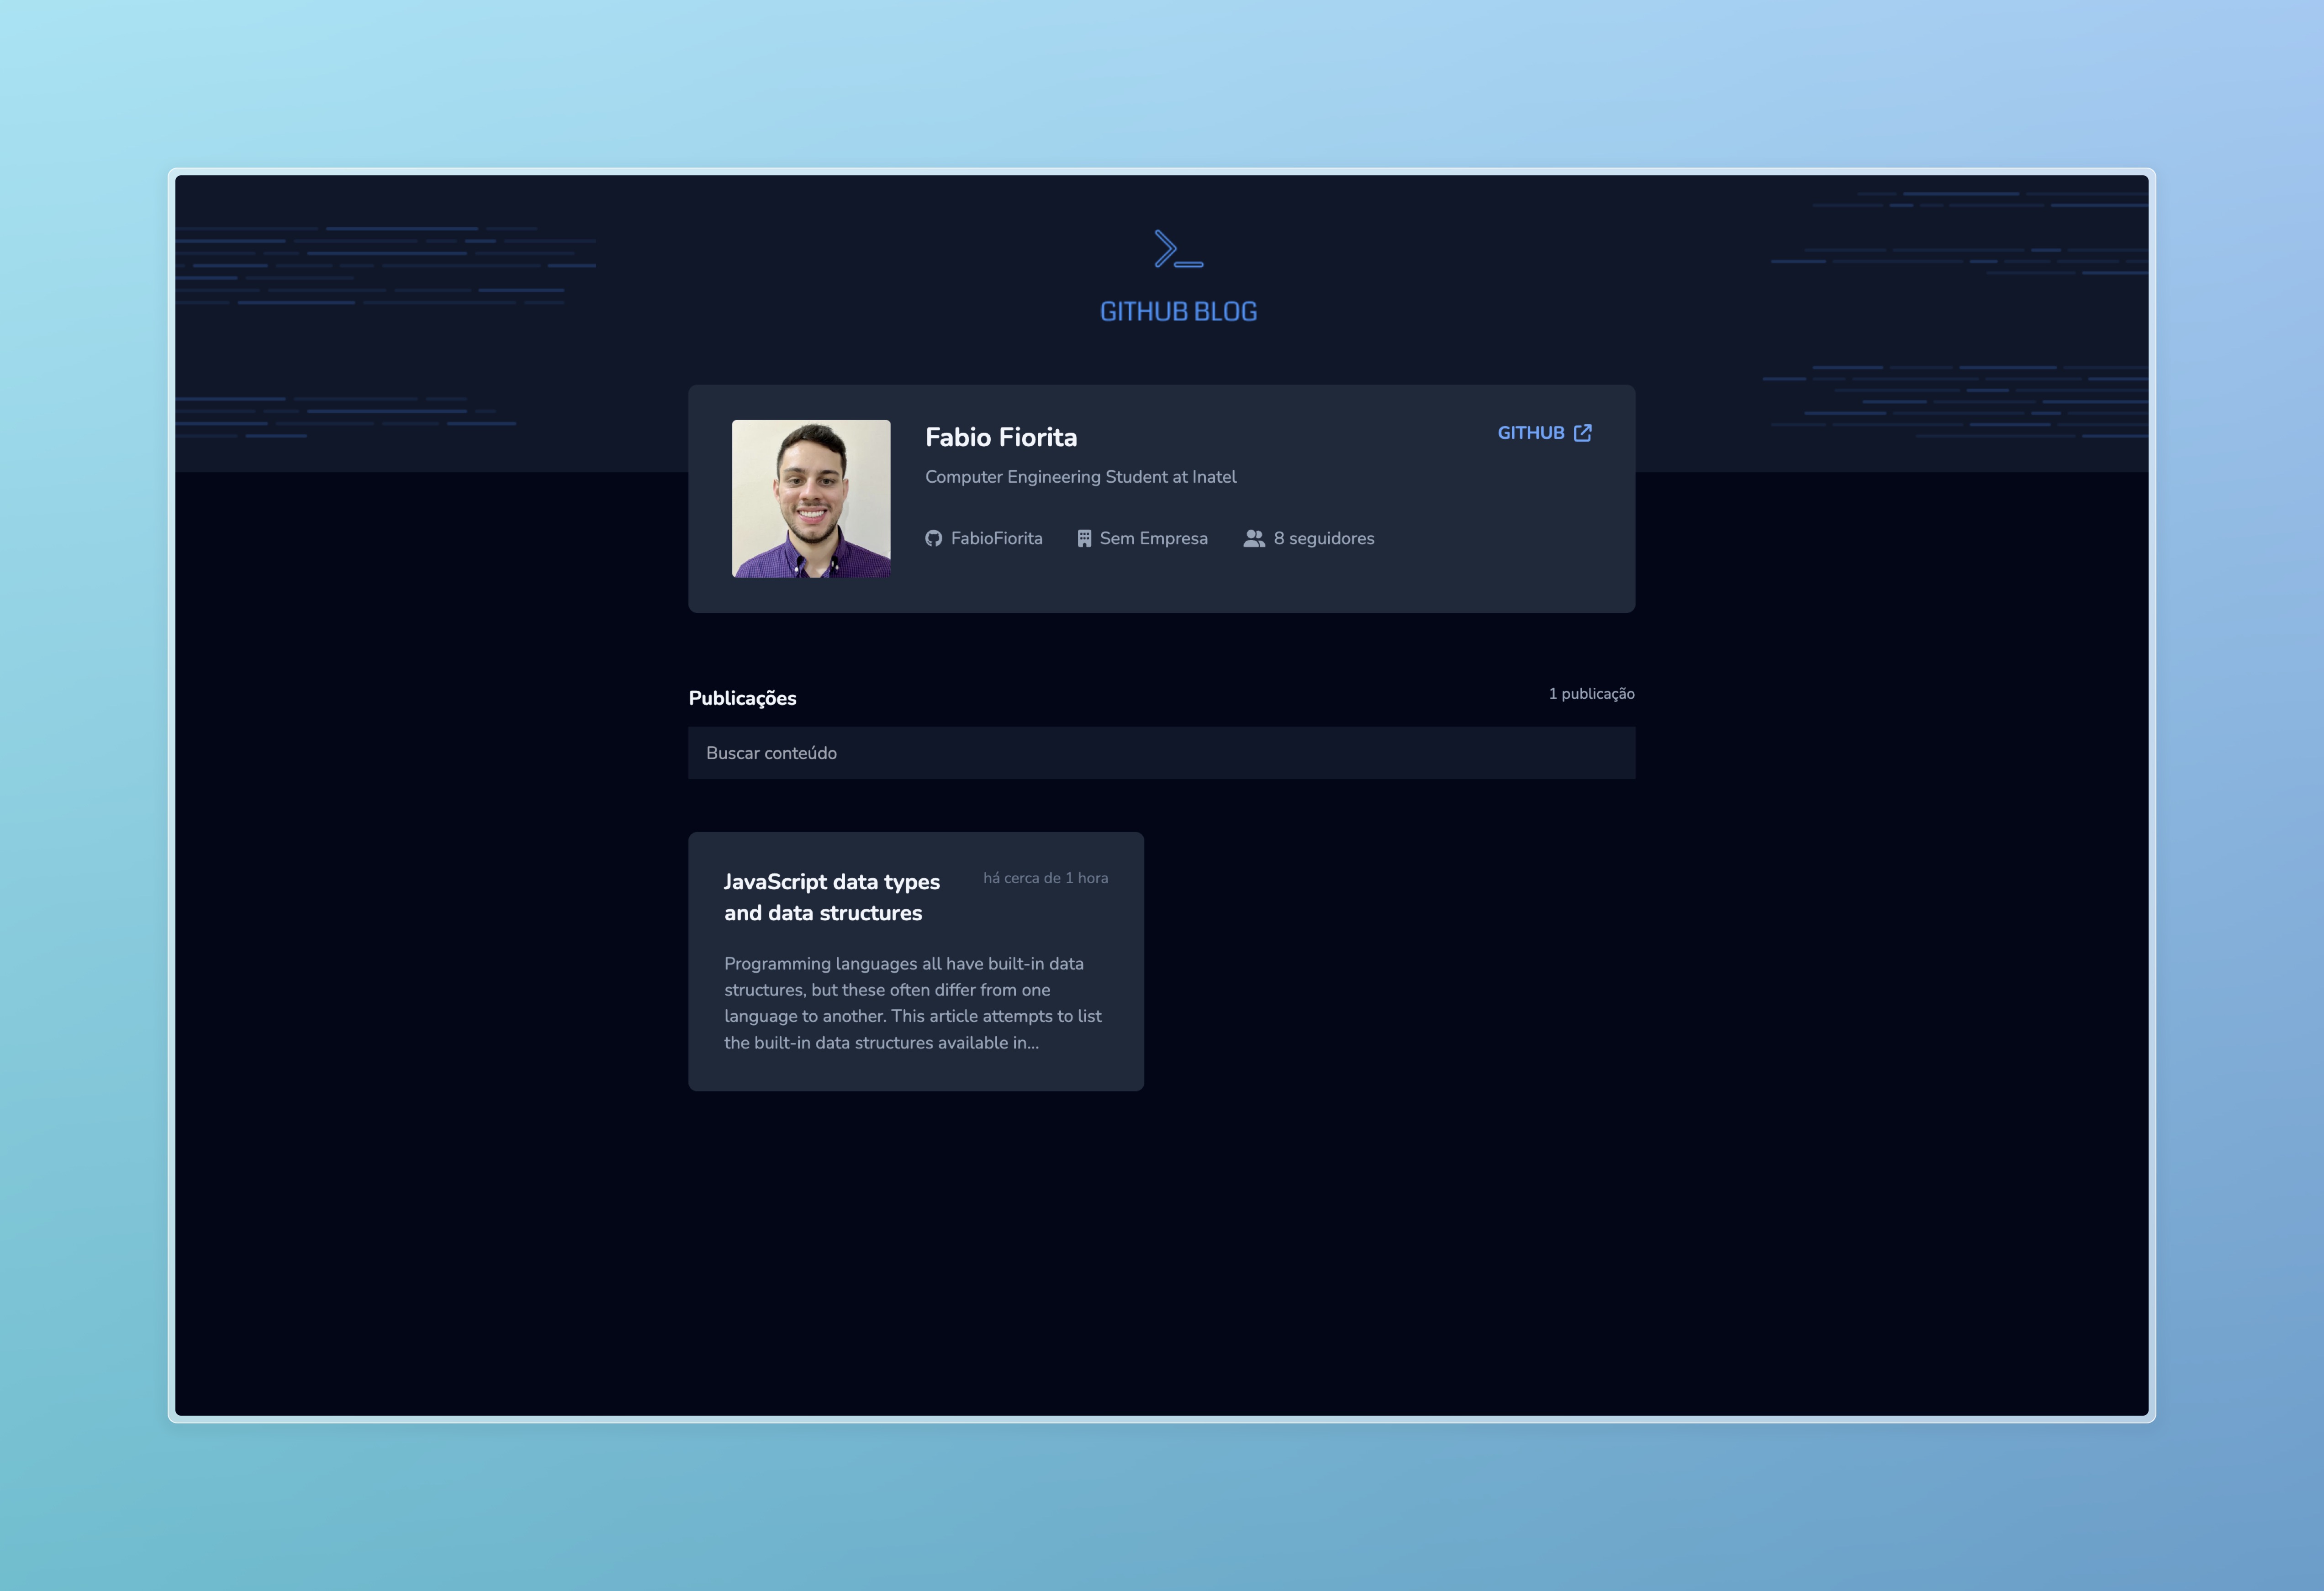 GITHUB BLOG
Fabio Fiorita
GITHUB
Computer Engineering Student at Inatel
FabioFiorita
Sem Empresa
8 seguidores
Publicações
1 publicação
Buscar conteúdo
JavaScript data types
and data structures
há cerca de 1 hora
Programming languages all have built-in data
structures, but these often differ from one
language to another. This article attempts to list
the built-in data structures available in...